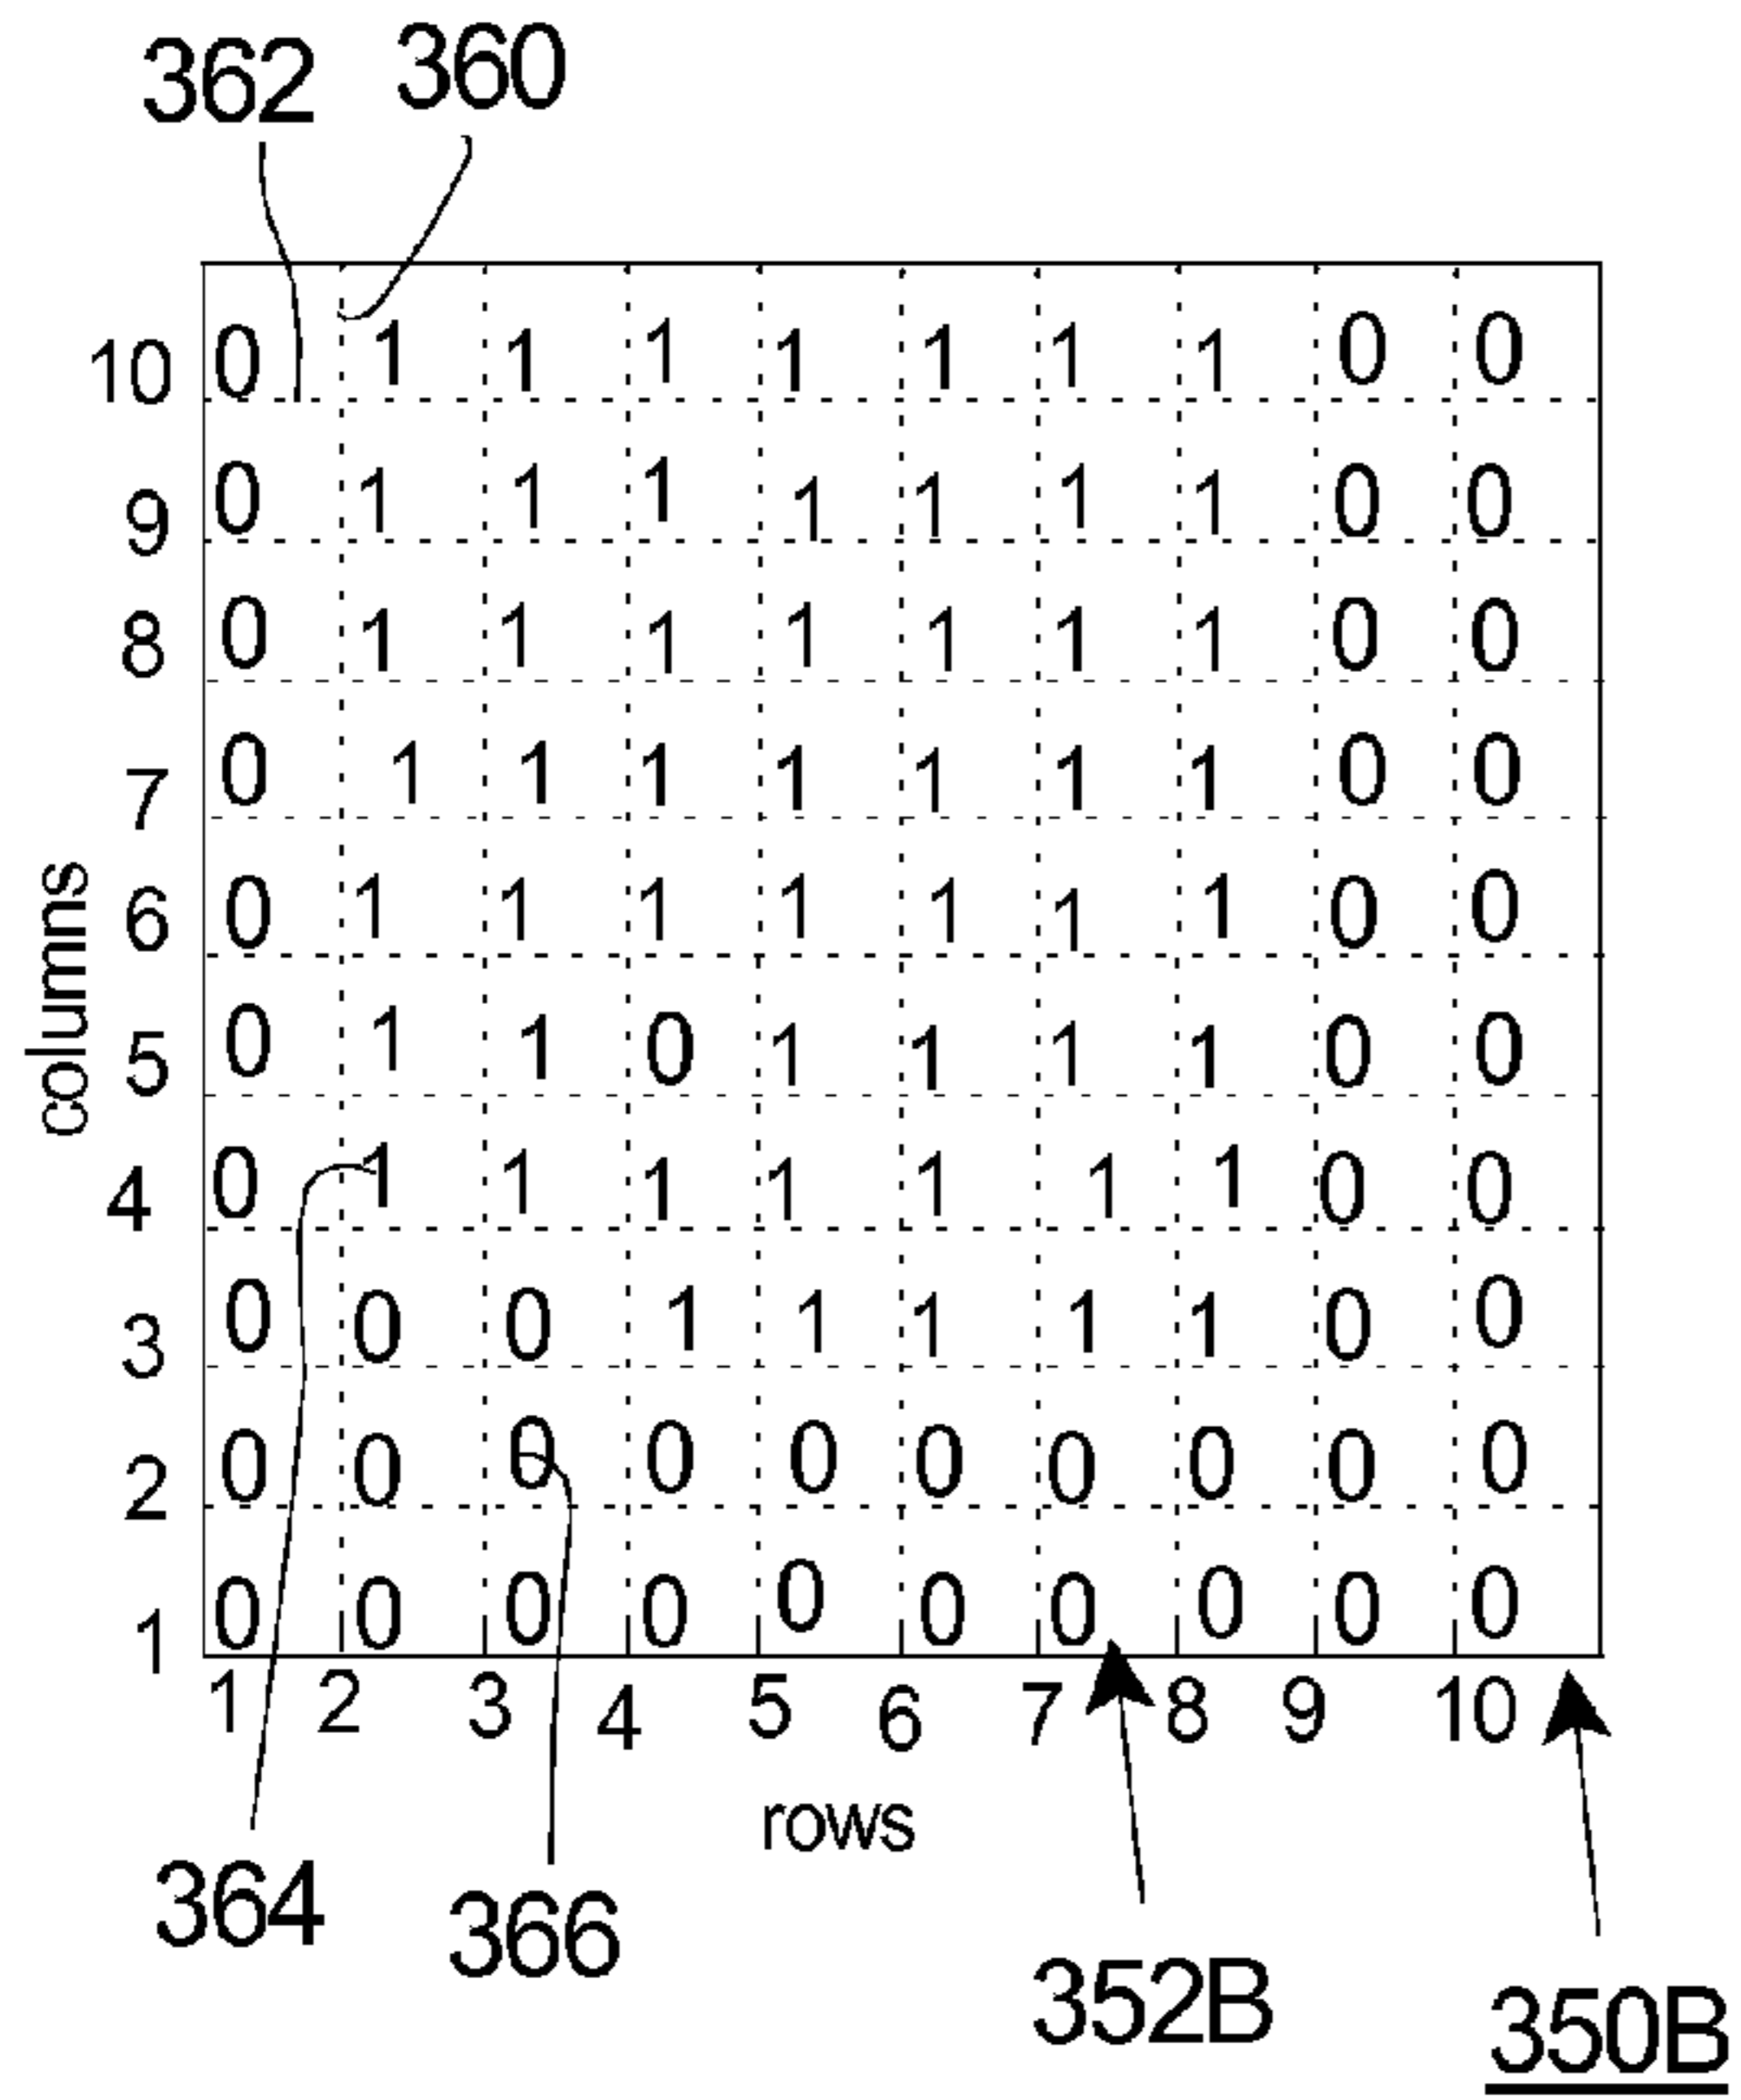 362 360
10 0 1 1 1 1 1 1 1 0 0
9 0 1 1 1 1 1 1 1 0 0
8 0 1 1 1 1 1 1 1 0 0
7 0 1 1 1 1 1 1 1 0 0
6 0 1 1 1 1 1 1 1 0 0
5 0 1 1 0 1 1 1 1 0 0
4 0 1 1 1 1 1 1 1 0 0
3 0 0 0 1 1 1 1 1 0 0
2 0 0 0 0 0 0 0 0 0 0
1 0 0 0 0 0 0 0 0 0 0
columns
1 2 3 4 5 6 7 8 9 10
rows
364 366 352B 350B